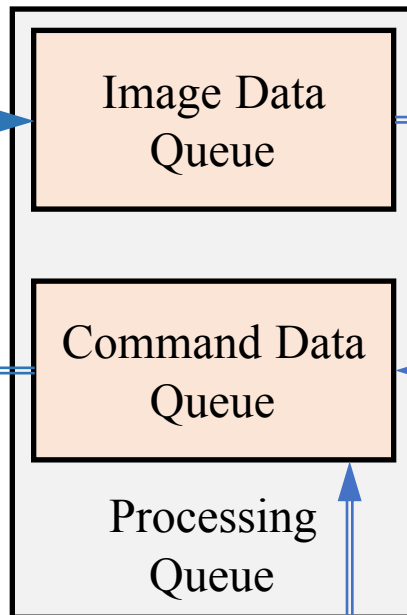 Image Data
Queue
Command Data
Queue
Processing
Queue